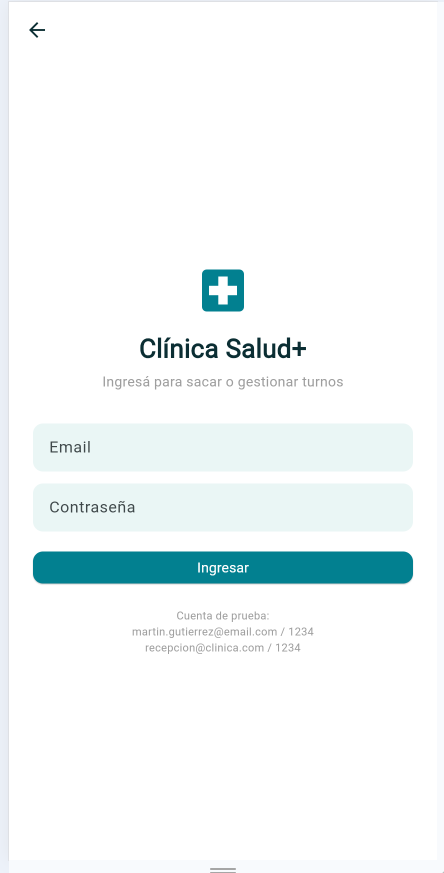 Clínica Salud+
Ingresá para sacar o gestionar turnos
Email
Contraseña
Ingresar
Cuenta de prueba:
martin.gutierrez@email.com / 1234
recepcion@clinica.com / 1234